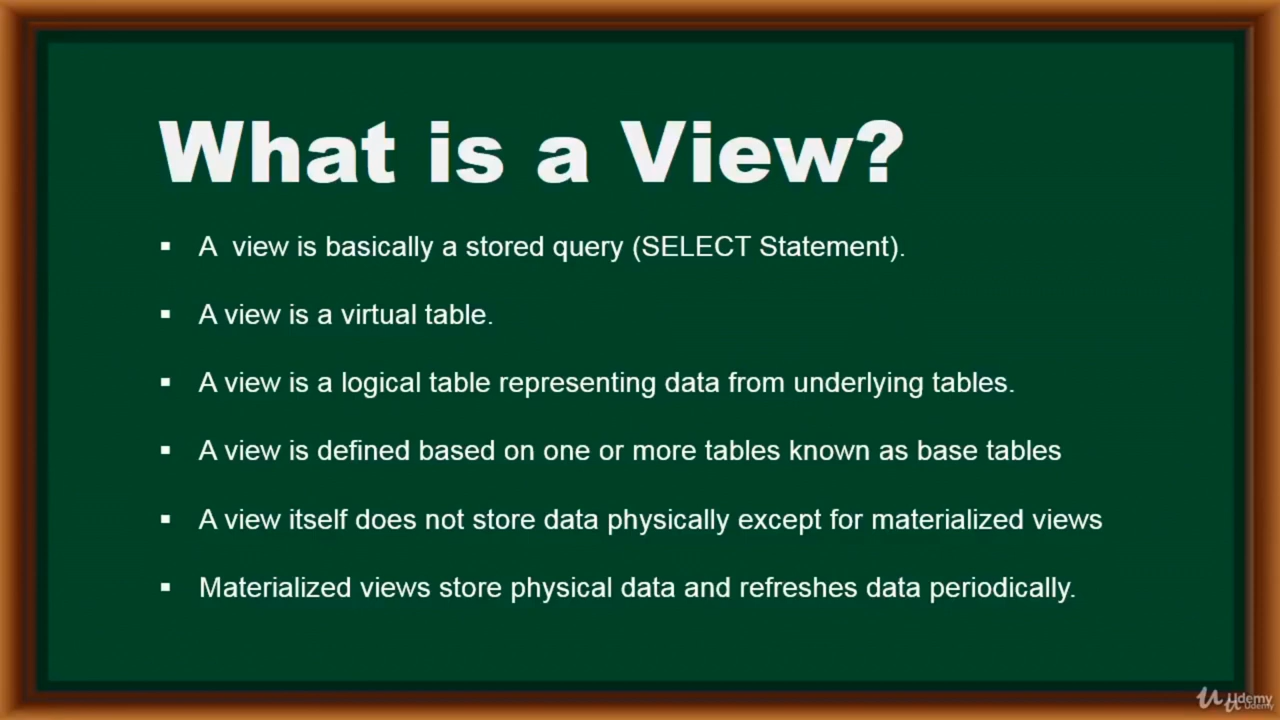 What is a View?
▪ A view is basically a stored query (SELECT Statement).
▪ A view is a virtual table.
▪ A view is a logical table representing data from underlying tables.
▪ A view is defined based on one or more tables known as base tables
▪ A view itself does not store data physically except for materialized views
▪ Materialized views store physical data and refreshes data periodically.
Udemy
Udemy